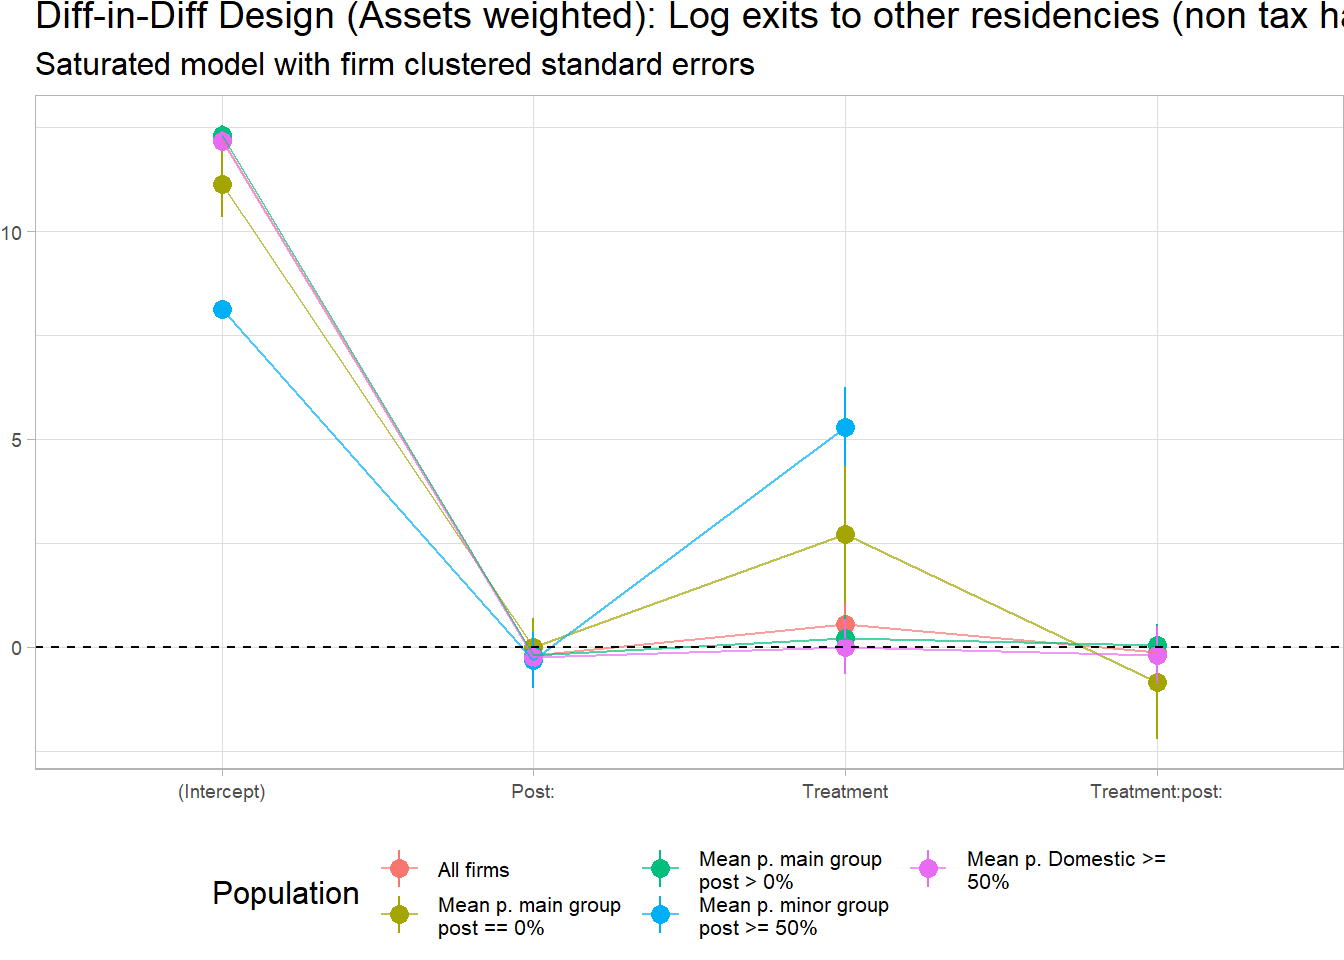 Diff-in-Diff Design (Assets weighted): Log exits to other residencies (non tax ha
Saturated model with firm clustered standard errors
10
5
0
(Intercept)
Post:
Treatment
Treatment:post:
Population
All firms
Mean p. main group
post == 0%
Mean p. main group
post > 0%
Mean p. minor group
post >= 50%
Mean p. Domestic >=
50%